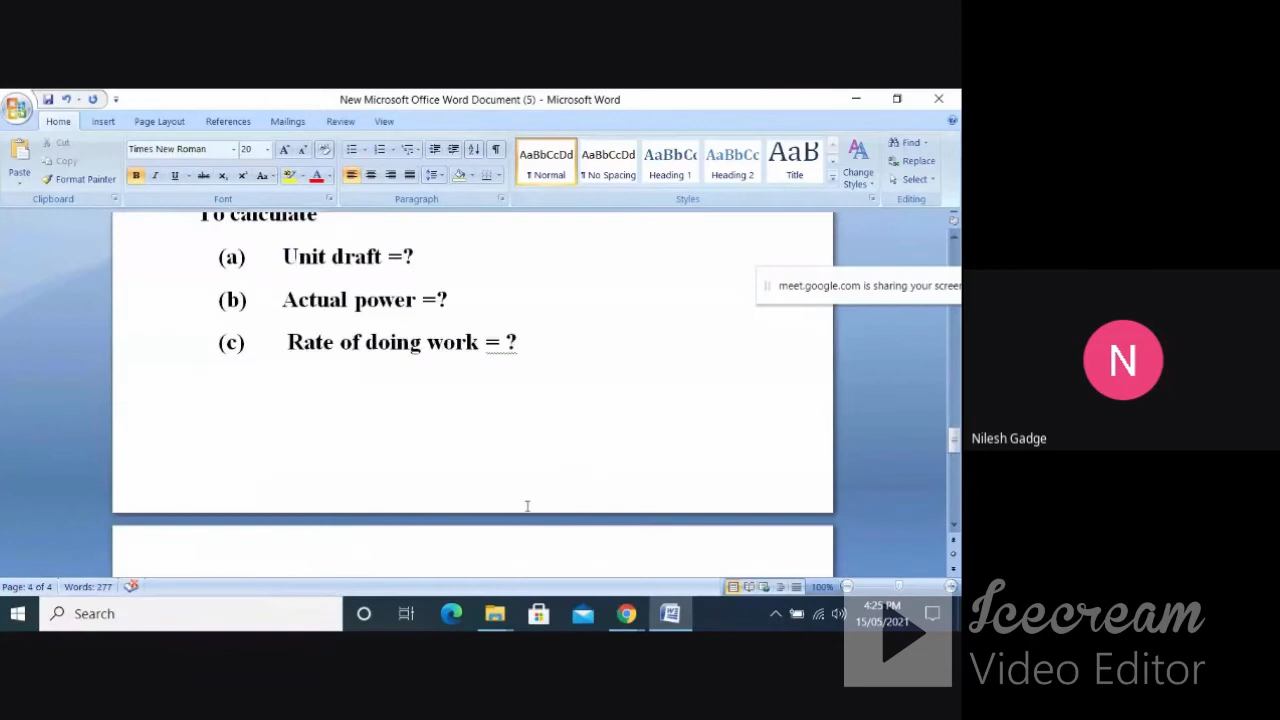 New Microsoft Office Word Document (5) - Microsoft Word
Home Insert Page Layout References Mailings Review View
Paste
Cut
Copy
Format Painter
Clipboard
Times New Roman 20
B I U abc x₂ x² Aa A
Font
Paragraph
AaBbCcDd AaBbCcDd AaBbCc AaBbCc AaB
¶ Normal ¶ No Spacing Heading 1 Heading 2 Title
Change Styles
Styles
Find
Replace
Select
Editing
To calculate
(a) Unit draft =?
(b) Actual power =?
(c) Rate of doing work = ?
meet.google.com is sharing your screen
N
Nilesh Gadge
Page: 4 of 4 Words: 277
100%
Search
4:25 PM
15/05/2021
Icecream
Video Editor